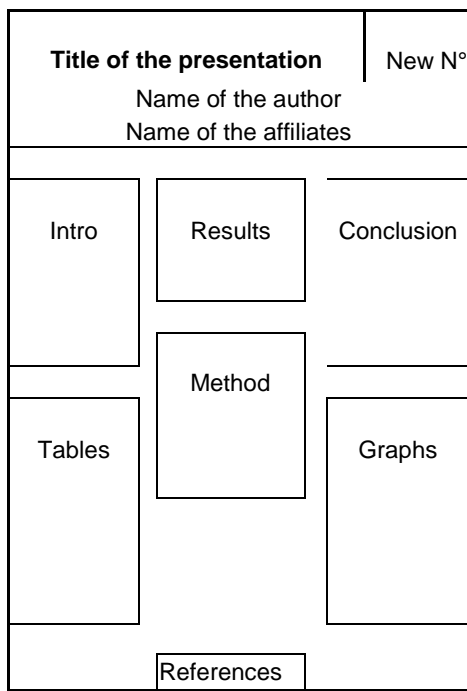 Title of the presentation
New N°
Name of the author
Name of the affiliates
Intro
Results
Conclusion
Method
Tables
Graphs
References